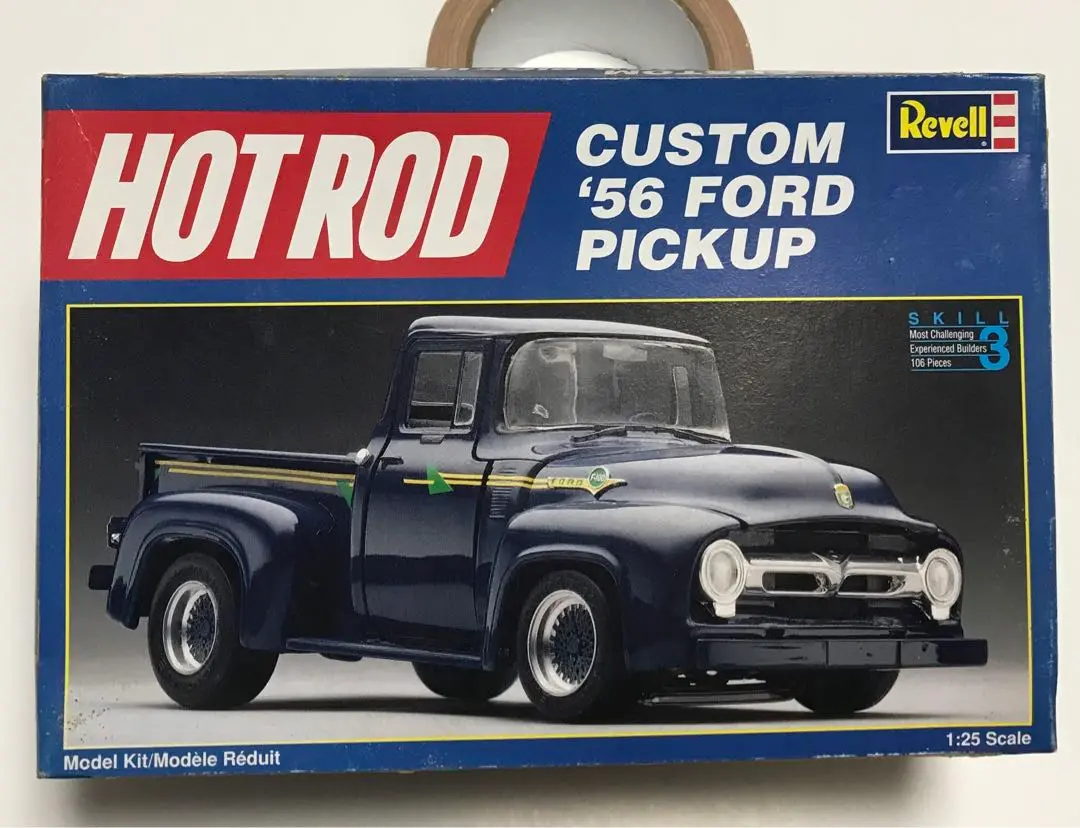 HOT ROD
CUSTOM
'56 FORD
PICKUP
Revell
SKILL
Most Challenging
Experienced Builders
106 Pieces
3
FORD
F-100
Model Kit/Modèle Réduit
1:25 Scale